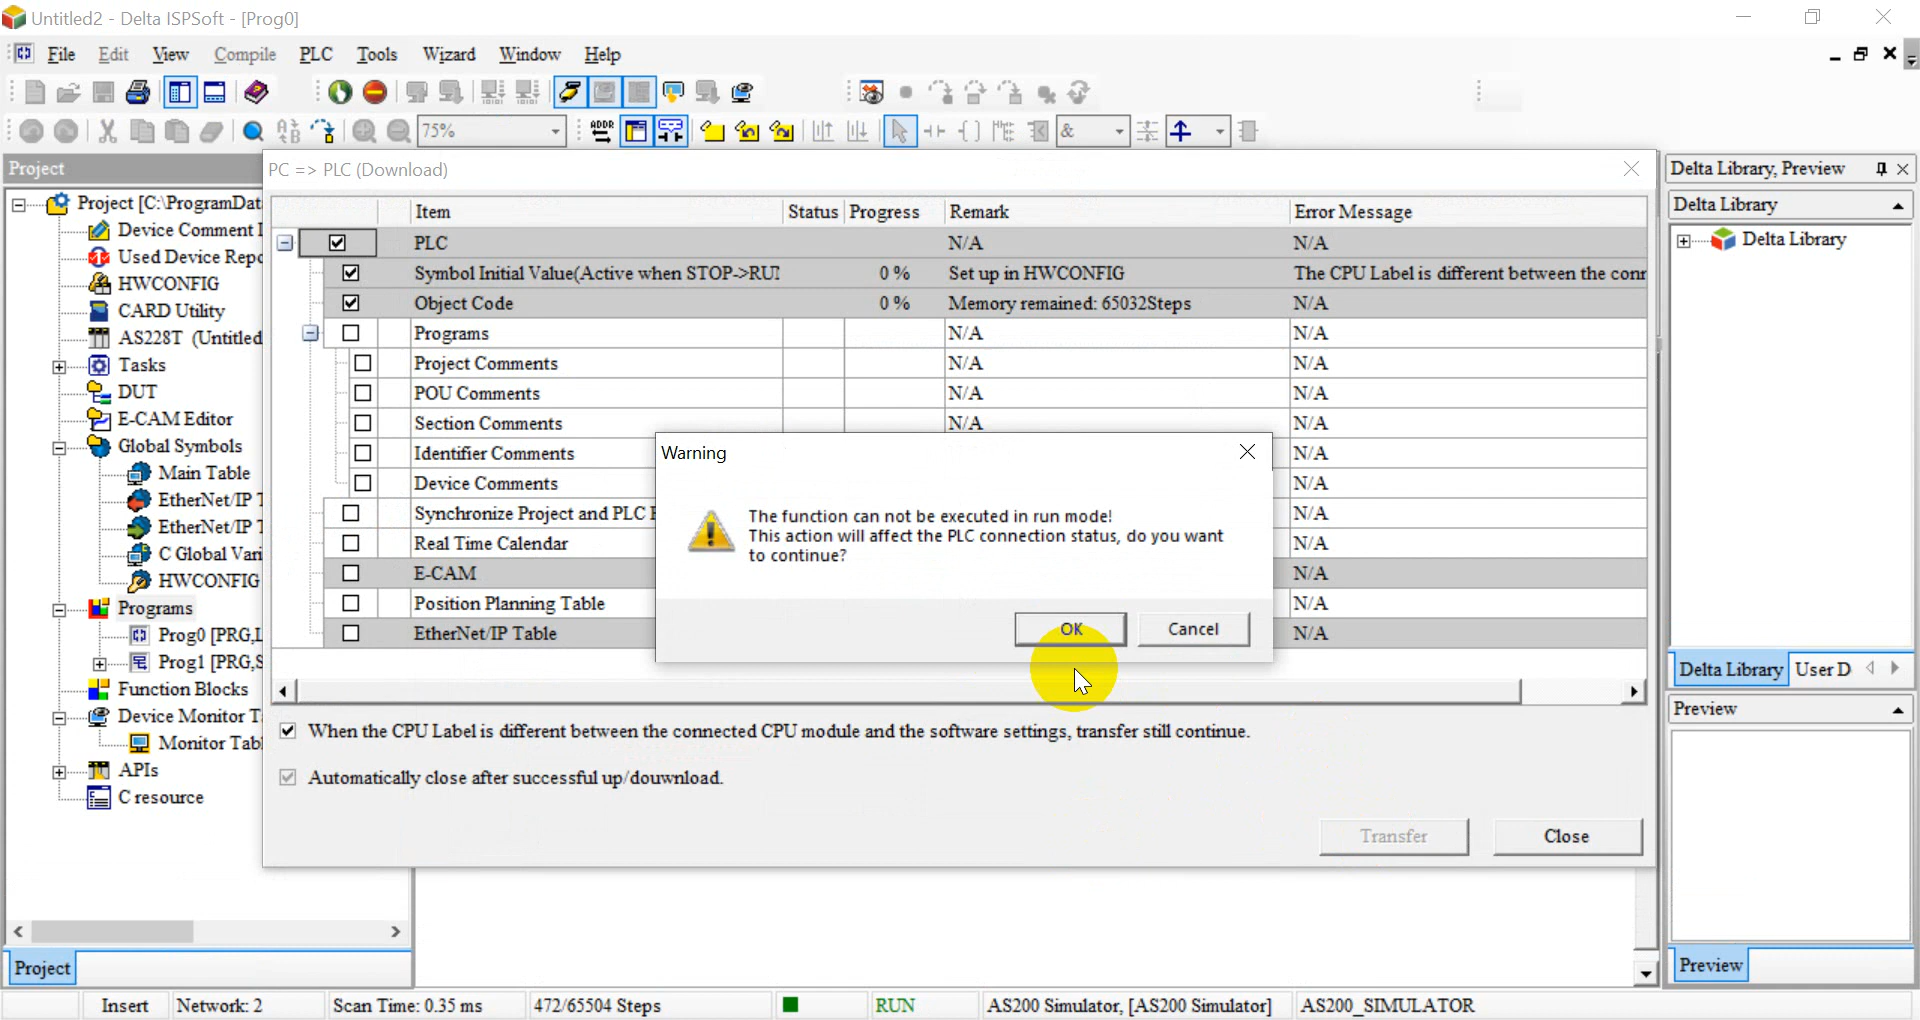 Untitled2 - Delta ISPSoft - [Prog0]
File Edit View Compile PLC Tools Wizard Window Help
75%
ADDR
&
Project
Project [C:\ProgramDat
Device Comment I
Used Device Repo
HWCONFIG
CARD Utility
AS228T (Untitled
Tasks
DUT
E-CAM Editor
Global Symbols
Main Table
EtherNet/IP T
EtherNet/IP T
C Global Vari
HWCONFIG
Programs
Prog0 [PRG,L
Prog1 [PRG,S
Function Blocks
Device Monitor T
Monitor Tabl
APIs
C resource
Project
PC => PLC (Download)
Item Status Progress Remark Error Message
PLC N/A N/A
Symbol Initial Value(Active when STOP->RUI 0 % Set up in HWCONFIG The CPU Label is different between the conr
Object Code 0 % Memory remained: 65032Steps N/A
Programs N/A N/A
Project Comments N/A N/A
POU Comments N/A N/A
Section Comments N/A N/A
Identifier Comments N/A
Device Comments N/A
Synchronize Project and PLC N/A
Real Time Calendar N/A
E-CAM N/A
Position Planning Table N/A
EtherNet/IP Table N/A
Warning
The function can not be executed in run mode!
This action will affect the PLC connection status, do you want
to continue?
OK Cancel
When the CPU Label is different between the connected CPU module and the software settings, transfer still continue.
Automatically close after successful up/douwnload.
Transfer Close
Delta Library, Preview
Delta Library
Delta Library
Delta Library User D
Preview
Preview
Insert Network: 2 Scan Time: 0.35 ms 472/65504 Steps RUN AS200 Simulator, [AS200 Simulator] AS200_SIMULATOR